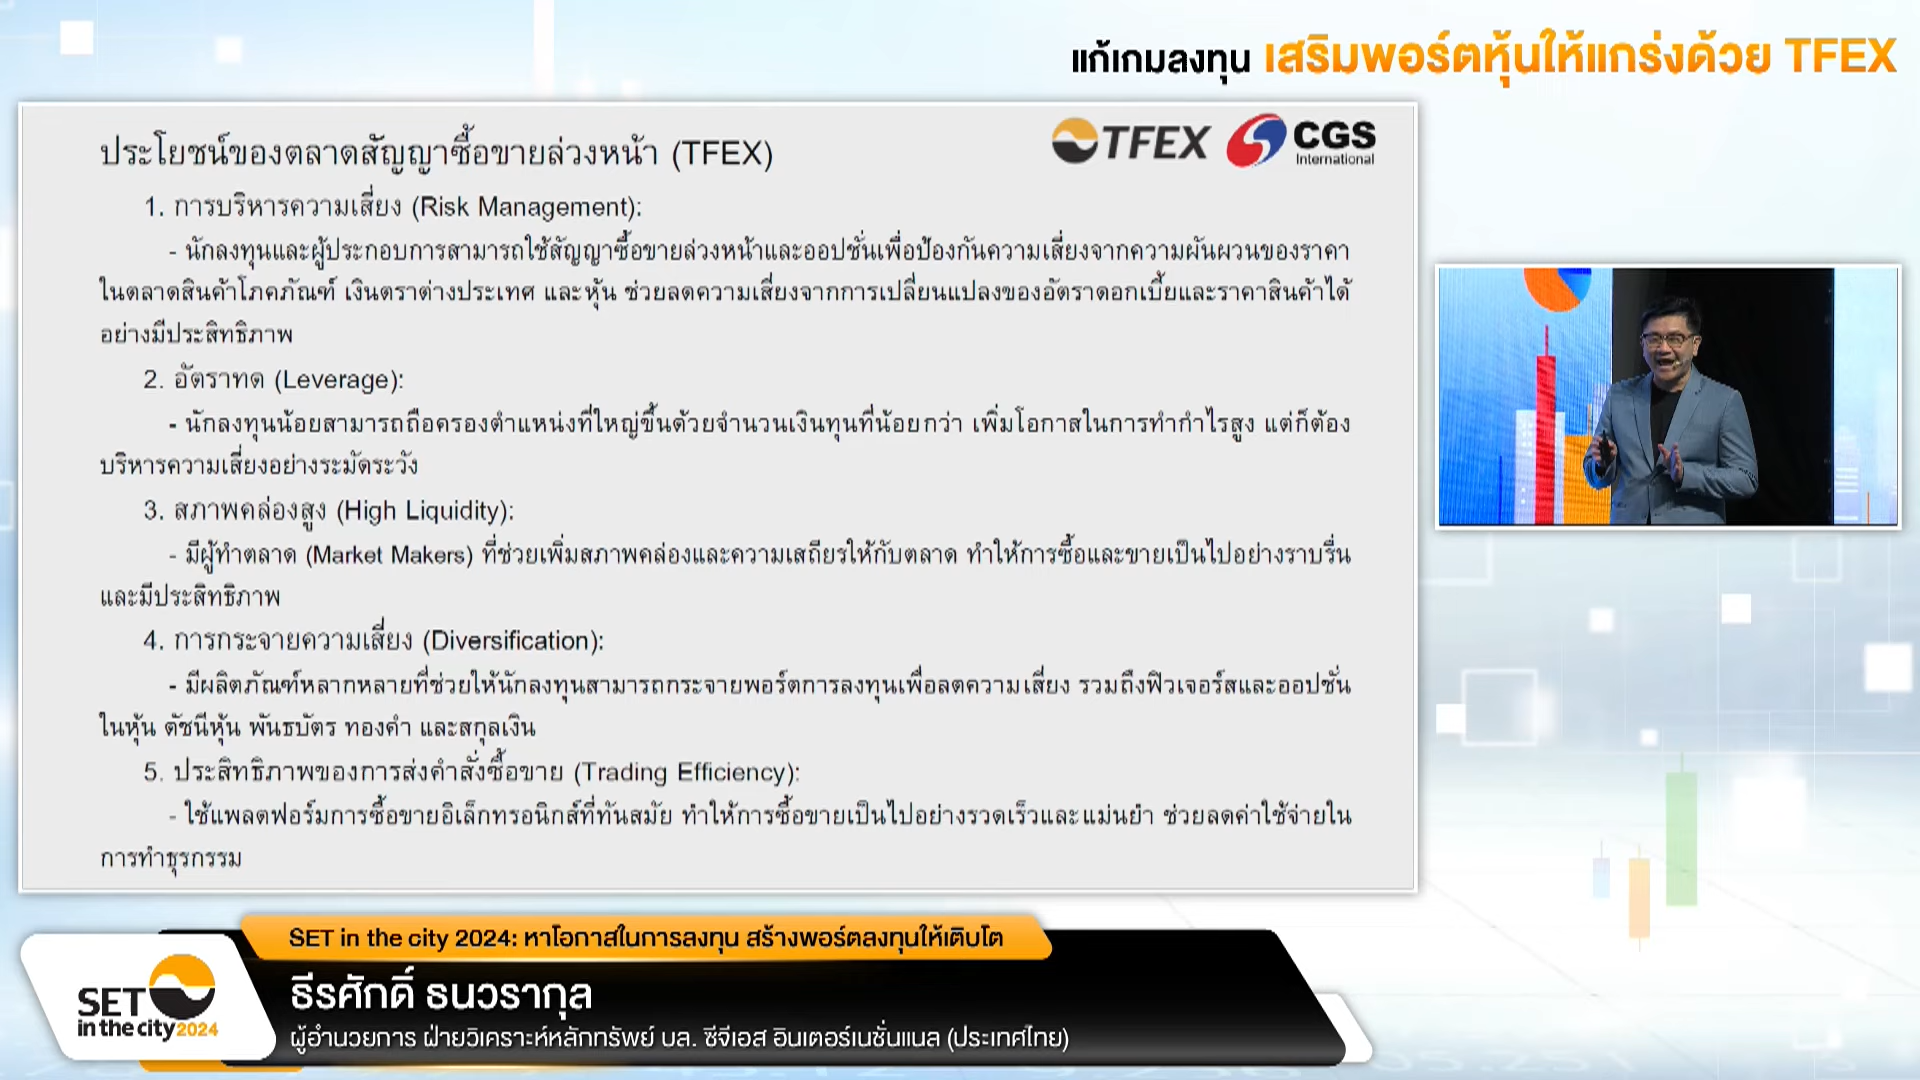 แก้เกมลงทุน เสริมพอร์ตหุ้นให้แกร่งด้วย TFEX
TFEX CGS International
ประโยชน์ของตลาดสัญญาซื้อขายล่วงหน้า (TFEX)
1. การบริหารความเสี่ยง (Risk Management):
- นักลงทุนและผู้ประกอบการสามารถใช้สัญญาซื้อขายล่วงหน้าและออปชั่นเพื่อป้องกันความเสี่ยงจากความผันผวนของราคา
ในตลาดสินค้าโภคภัณฑ์ เงินตราต่างประเทศ และหุ้น ช่วยลดความเสี่ยงจากการเปลี่ยนแปลงของอัตราดอกเบี้ยและราคาสินค้าได้
อย่างมีประสิทธิภาพ
2. อัตราทด (Leverage):
- นักลงทุนน้อยสามารถถือครองตำแหน่งที่ใหญ่ขึ้นด้วยจำนวนเงินทุนที่น้อยกว่า เพิ่มโอกาสในการทำกำไรสูง แต่ก็ต้อง
บริหารความเสี่ยงอย่างระมัดระวัง
3. สภาพคล่องสูง (High Liquidity):
- มีผู้ทำตลาด (Market Makers) ที่ช่วยเพิ่มสภาพคล่องและความเสถียรให้กับตลาด ทำให้การซื้อและขายเป็นไปอย่างราบรื่น
และมีประสิทธิภาพ
4. การกระจายความเสี่ยง (Diversification):
- มีผลิตภัณฑ์หลากหลายที่ช่วยให้นักลงทุนสามารถกระจายพอร์ตการลงทุนเพื่อลดความเสี่ยง รวมถึงฟิวเจอร์สและออปชั่น
ในหุ้น ดัชนีหุ้น พันธบัตร ทองคำ และสกุลเงิน
5. ประสิทธิภาพของการส่งคำสั่งซื้อขาย (Trading Efficiency):
- ใช้แพลตฟอร์มการซื้อขายอิเล็กทรอนิกส์ที่ทันสมัย ทำให้การซื้อขายเป็นไปอย่างรวดเร็วและแม่นยำ ช่วยลดค่าใช้จ่ายใน
การทำธุรกรรม
SET in the city 2024: หาโอกาสในการลงทุน สร้างพอร์ตลงทุนให้เติบโต
SET
in the city 2024
ธีรศักดิ์ ธนวรากุล
ผู้อำนวยการ ฝ่ายวิเคราะห์หลักทรัพย์ บล. ซีจีเอส อินเตอร์เนชั่นแนล (ประเทศไทย)